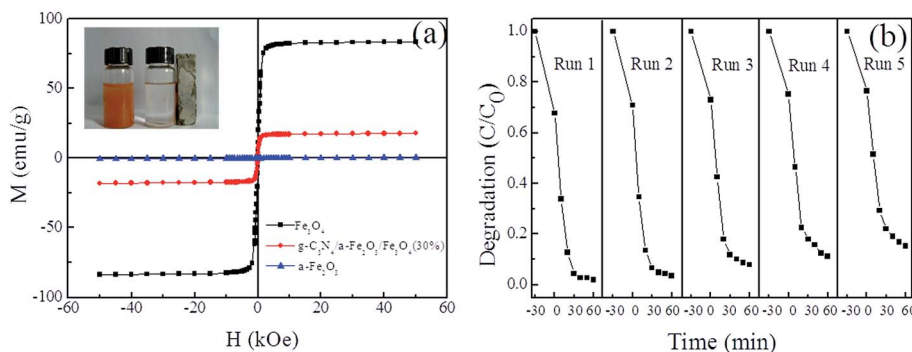 (a)
M (emu/g)
100
50
0
-50
-100
Fe₃O₄
g-C₃N₄/a-Fe₂O₃/Fe₃O₄(30%)
a-Fe₂O₃
-60 -40 -20 0 20 40 60
H (kOe)
(b)
Degradation (C/C₀)
1.0
0.8
0.6
0.4
0.2
0.0
Run 1
Run 2
Run 3
Run 4
Run 5
-30 0 30 60 -30 0 30 60 -30 0 30 60 -30 0 30 60 -30 0 30 60
Time (min)